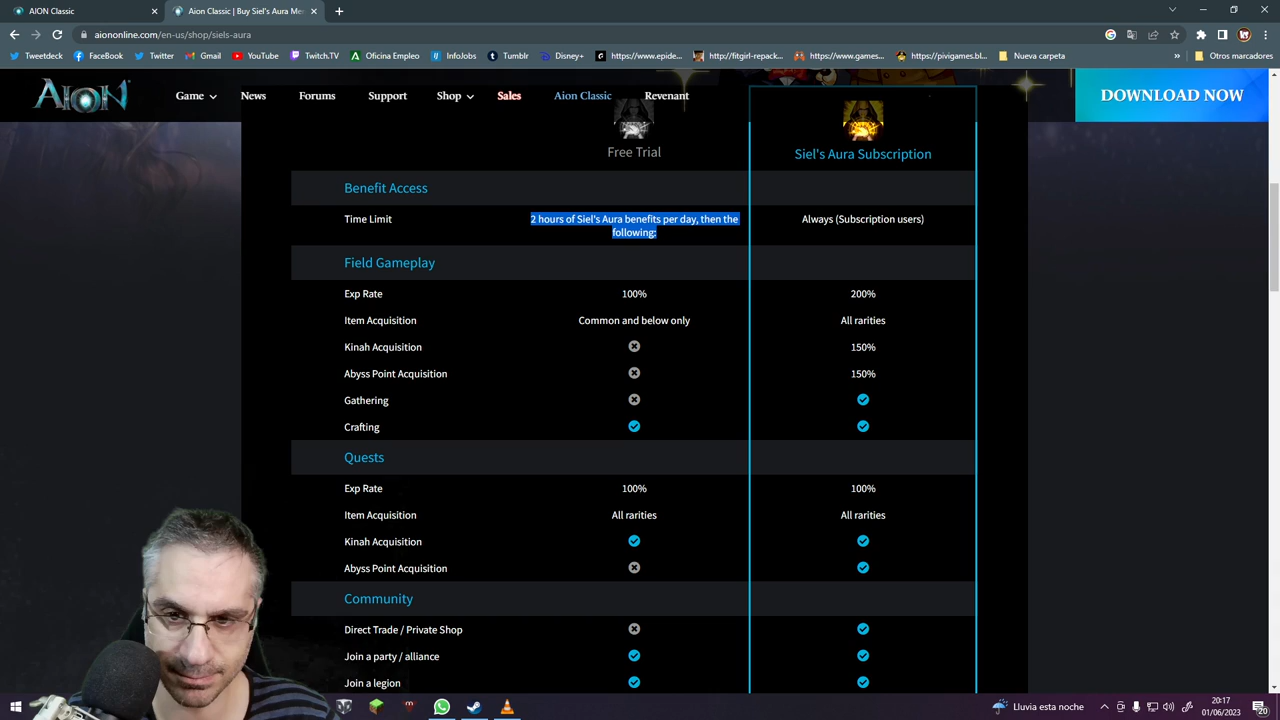 AION Classic
Aion Classic | Buy Siel's Aura Me
aiononline.com/en-us/shop/siels-aura
Tweetdeck FaceBook Twitter Gmail YouTube Twitch.TV Oficina Empleo InfoJobs Tumblr Disney+ https://www.epide... http://fitgirl-repack... https://www.games... https://pivigames.bl... Nueva carpeta » Otros marcadores
AION Game News Forums Support Shop Sales Aion Classic Revenant DOWNLOAD NOW
Free Trial Siel's Aura Subscription
Benefit Access
Time Limit 2 hours of Siel's Aura benefits per day, then the Always (Subscription users)
following:
Field Gameplay
Exp Rate 100% 200%
Item Acquisition Common and below only All rarities
Kinah Acquisition 150%
Abyss Point Acquisition 150%
Gathering
Crafting
Quests
Exp Rate 100% 100%
Item Acquisition All rarities All rarities
Kinah Acquisition
Abyss Point Acquisition
Community
Direct Trade / Private Shop
Join a party / alliance
Join a legion
Lluvia esta noche 20:17
01/06/2023